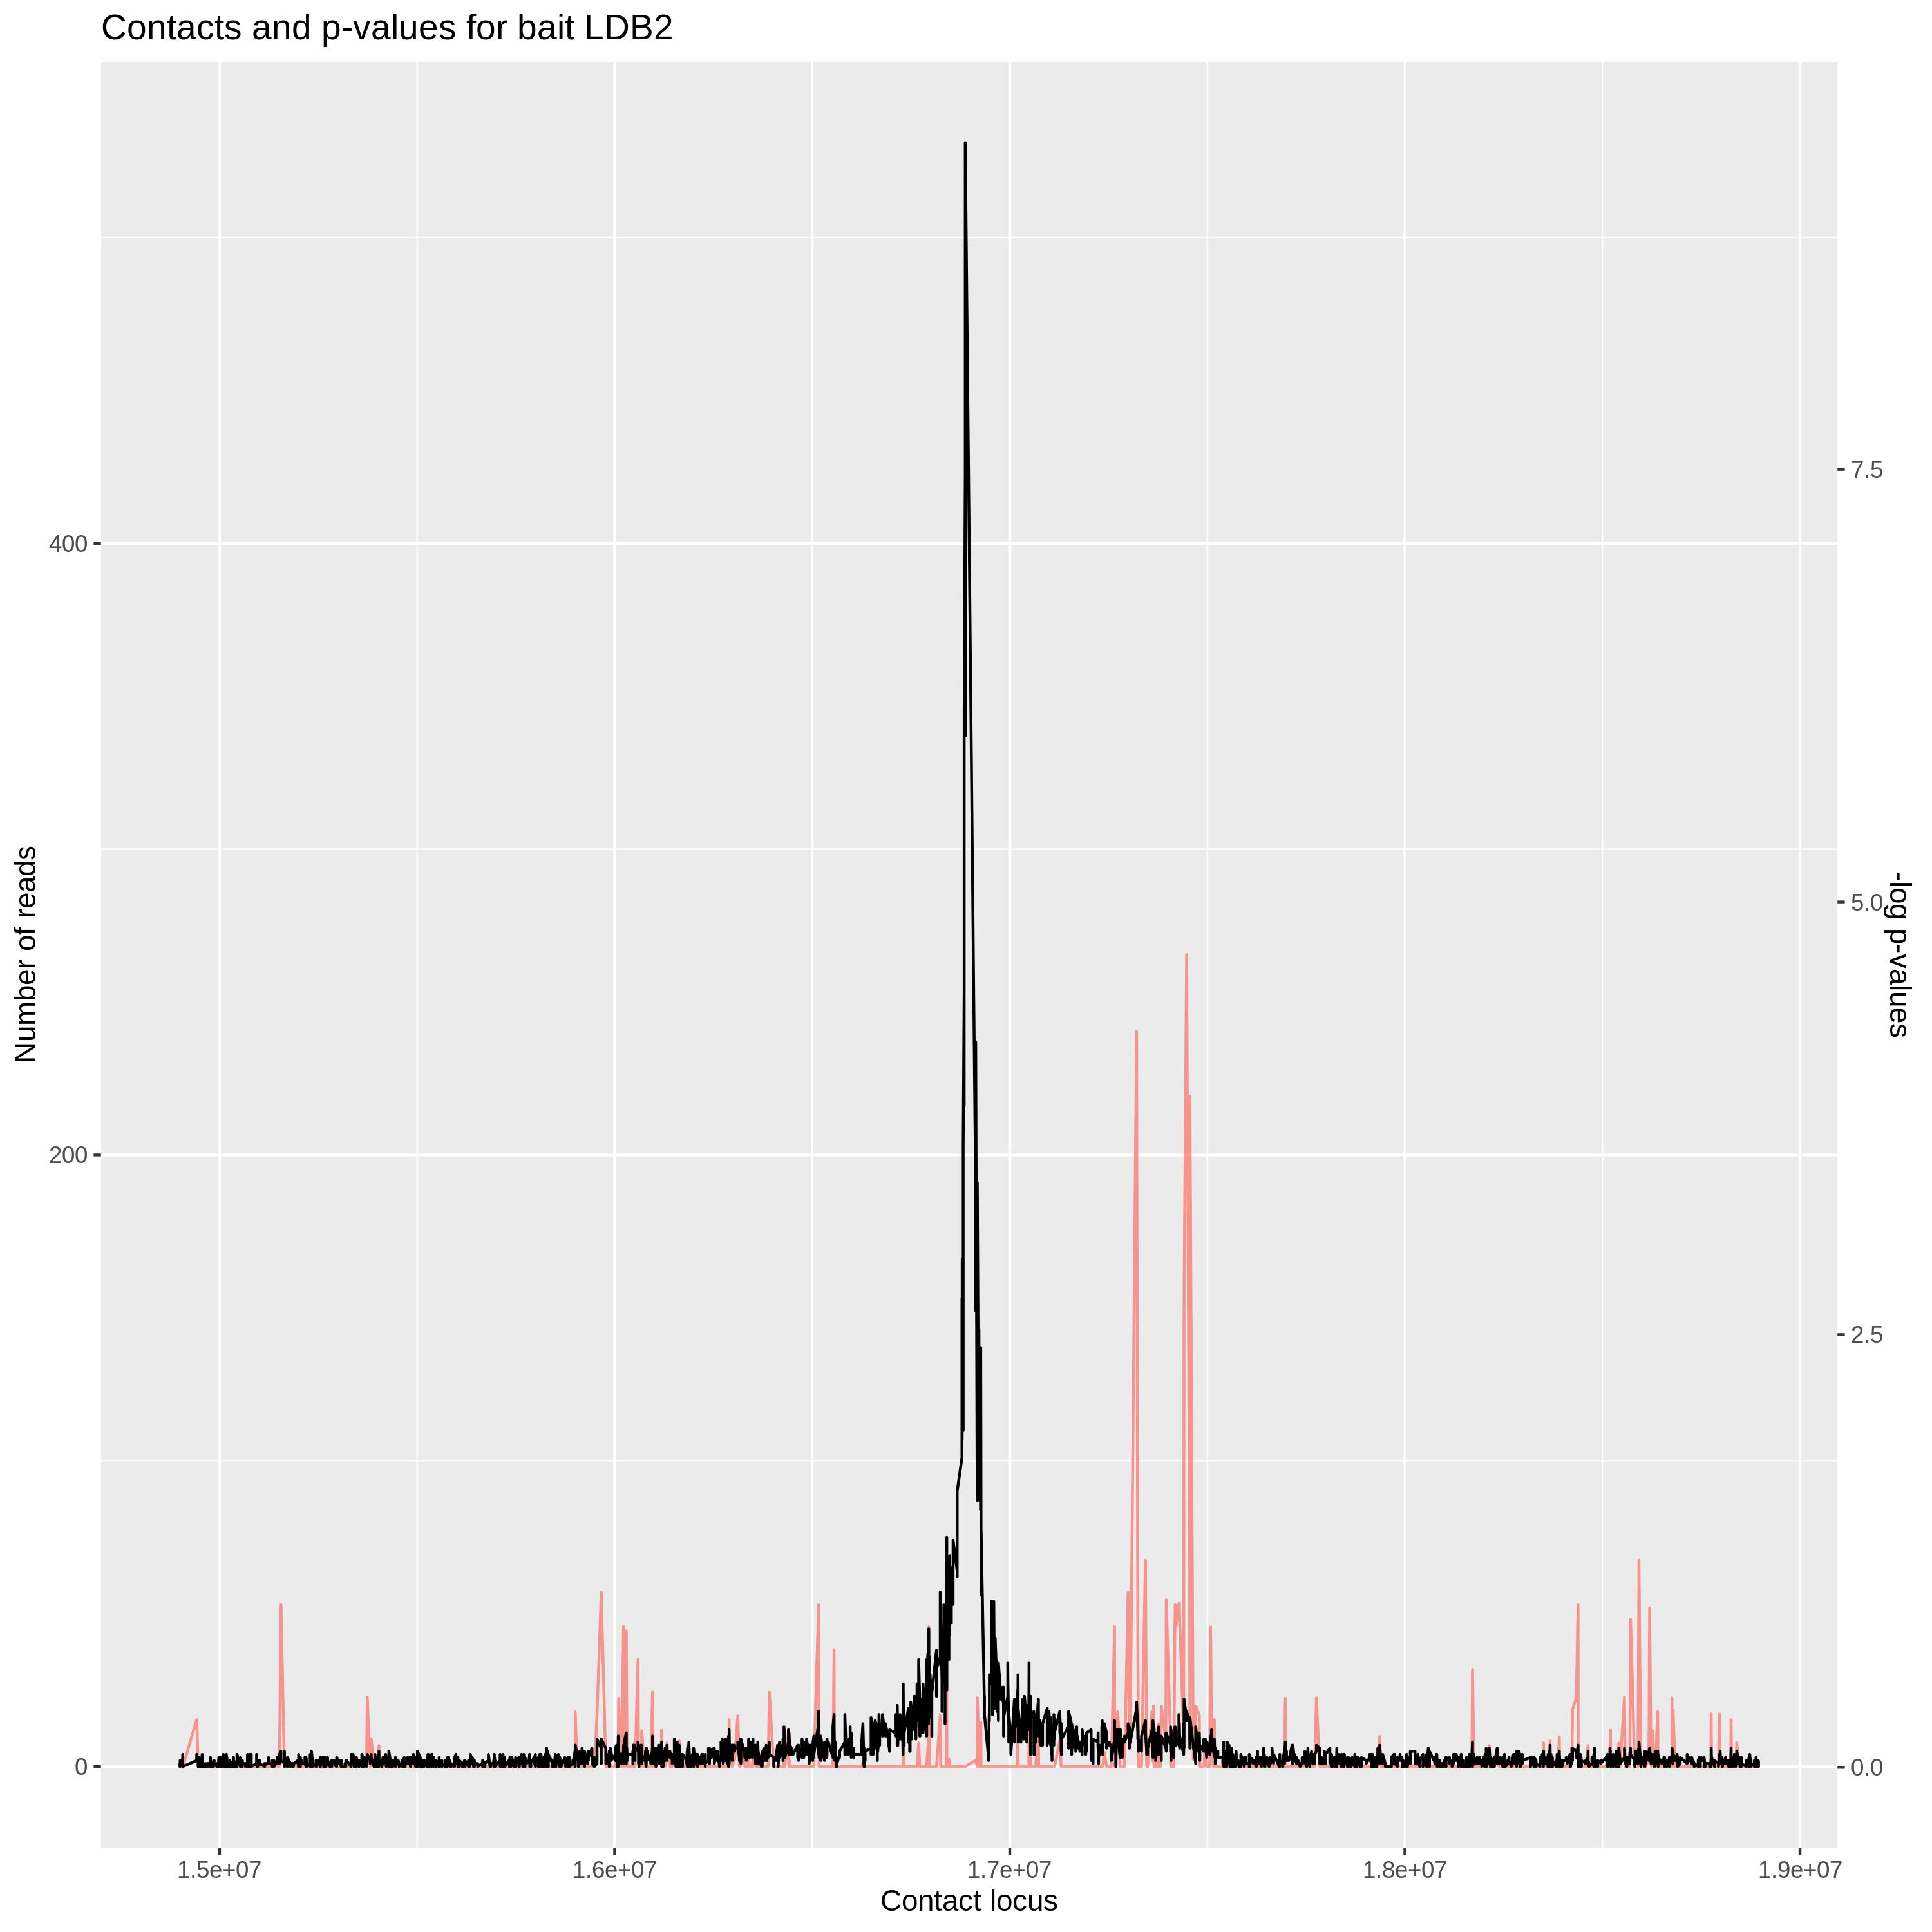 Contacts and p-values for bait LDB2
Number of reads
400
200
0
7.5
5.0
2.5
0.0
-log p-values
1.5e+07
1.6e+07
1.7e+07
1.8e+07
1.9e+07
Contact locus